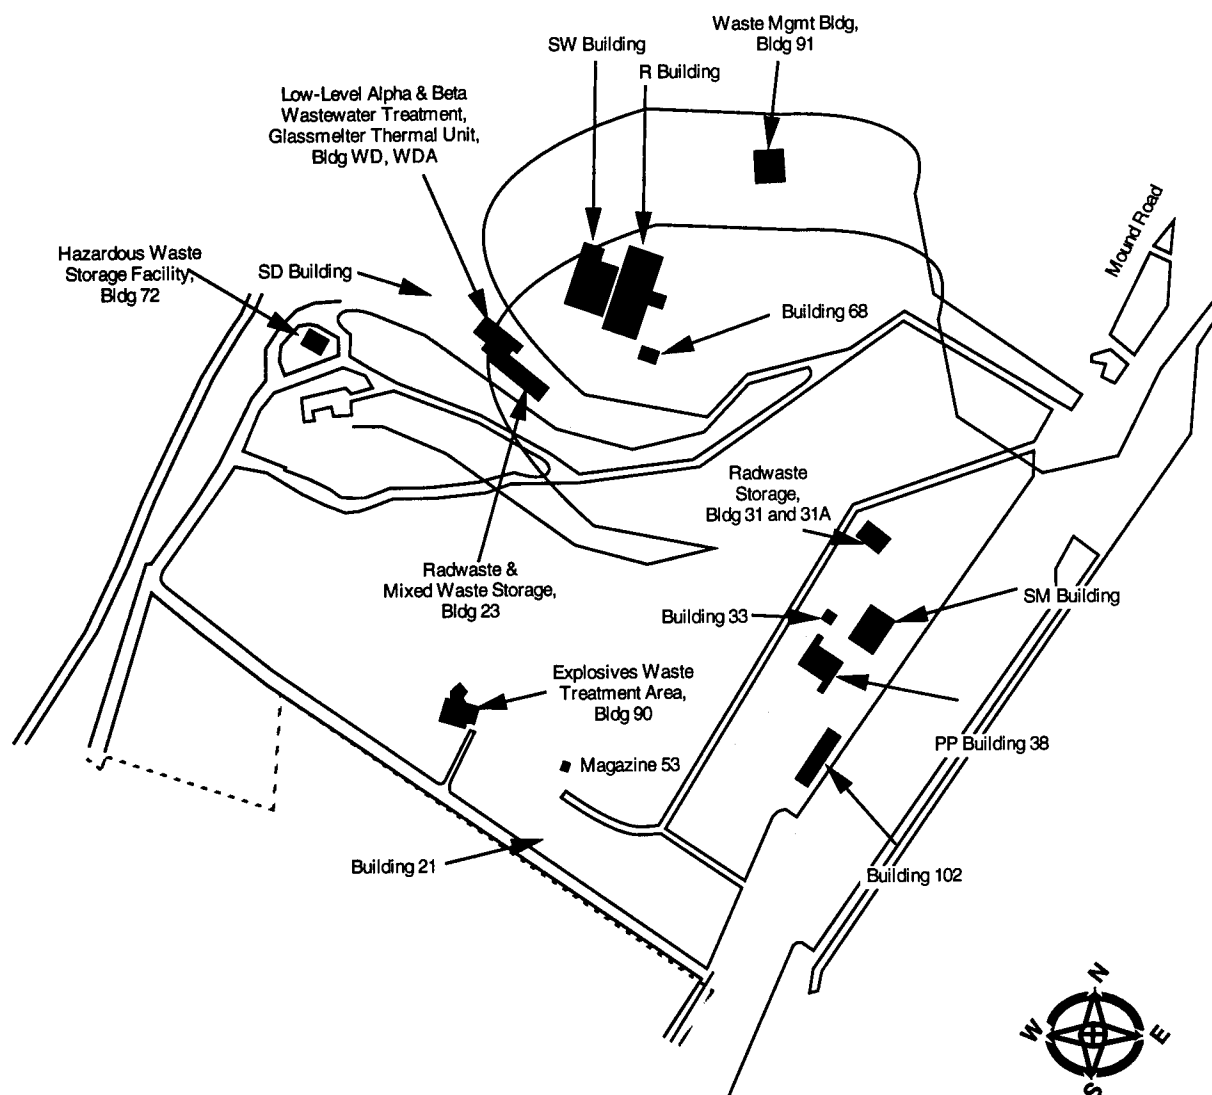 Waste Mgmt Bldg,
Bldg 91
SW Building
R Building
Low-Level Alpha & Beta
Wastewater Treatment,
Glassmelter Thermal Unit,
Bldg WD, WDA
Mound Road
Hazardous Waste
Storage Facility,
Bldg 72
SD Building
Building 68
Radwaste
Storage,
Bldg 31 and 31A
Radwaste &
Mixed Waste Storage,
Bldg 23
SM Building
Building 33
Explosives Waste
Treatment Area,
Bldg 90
PP Building 38
Magazine 53
Building 21
Building 102
N
W
E
S